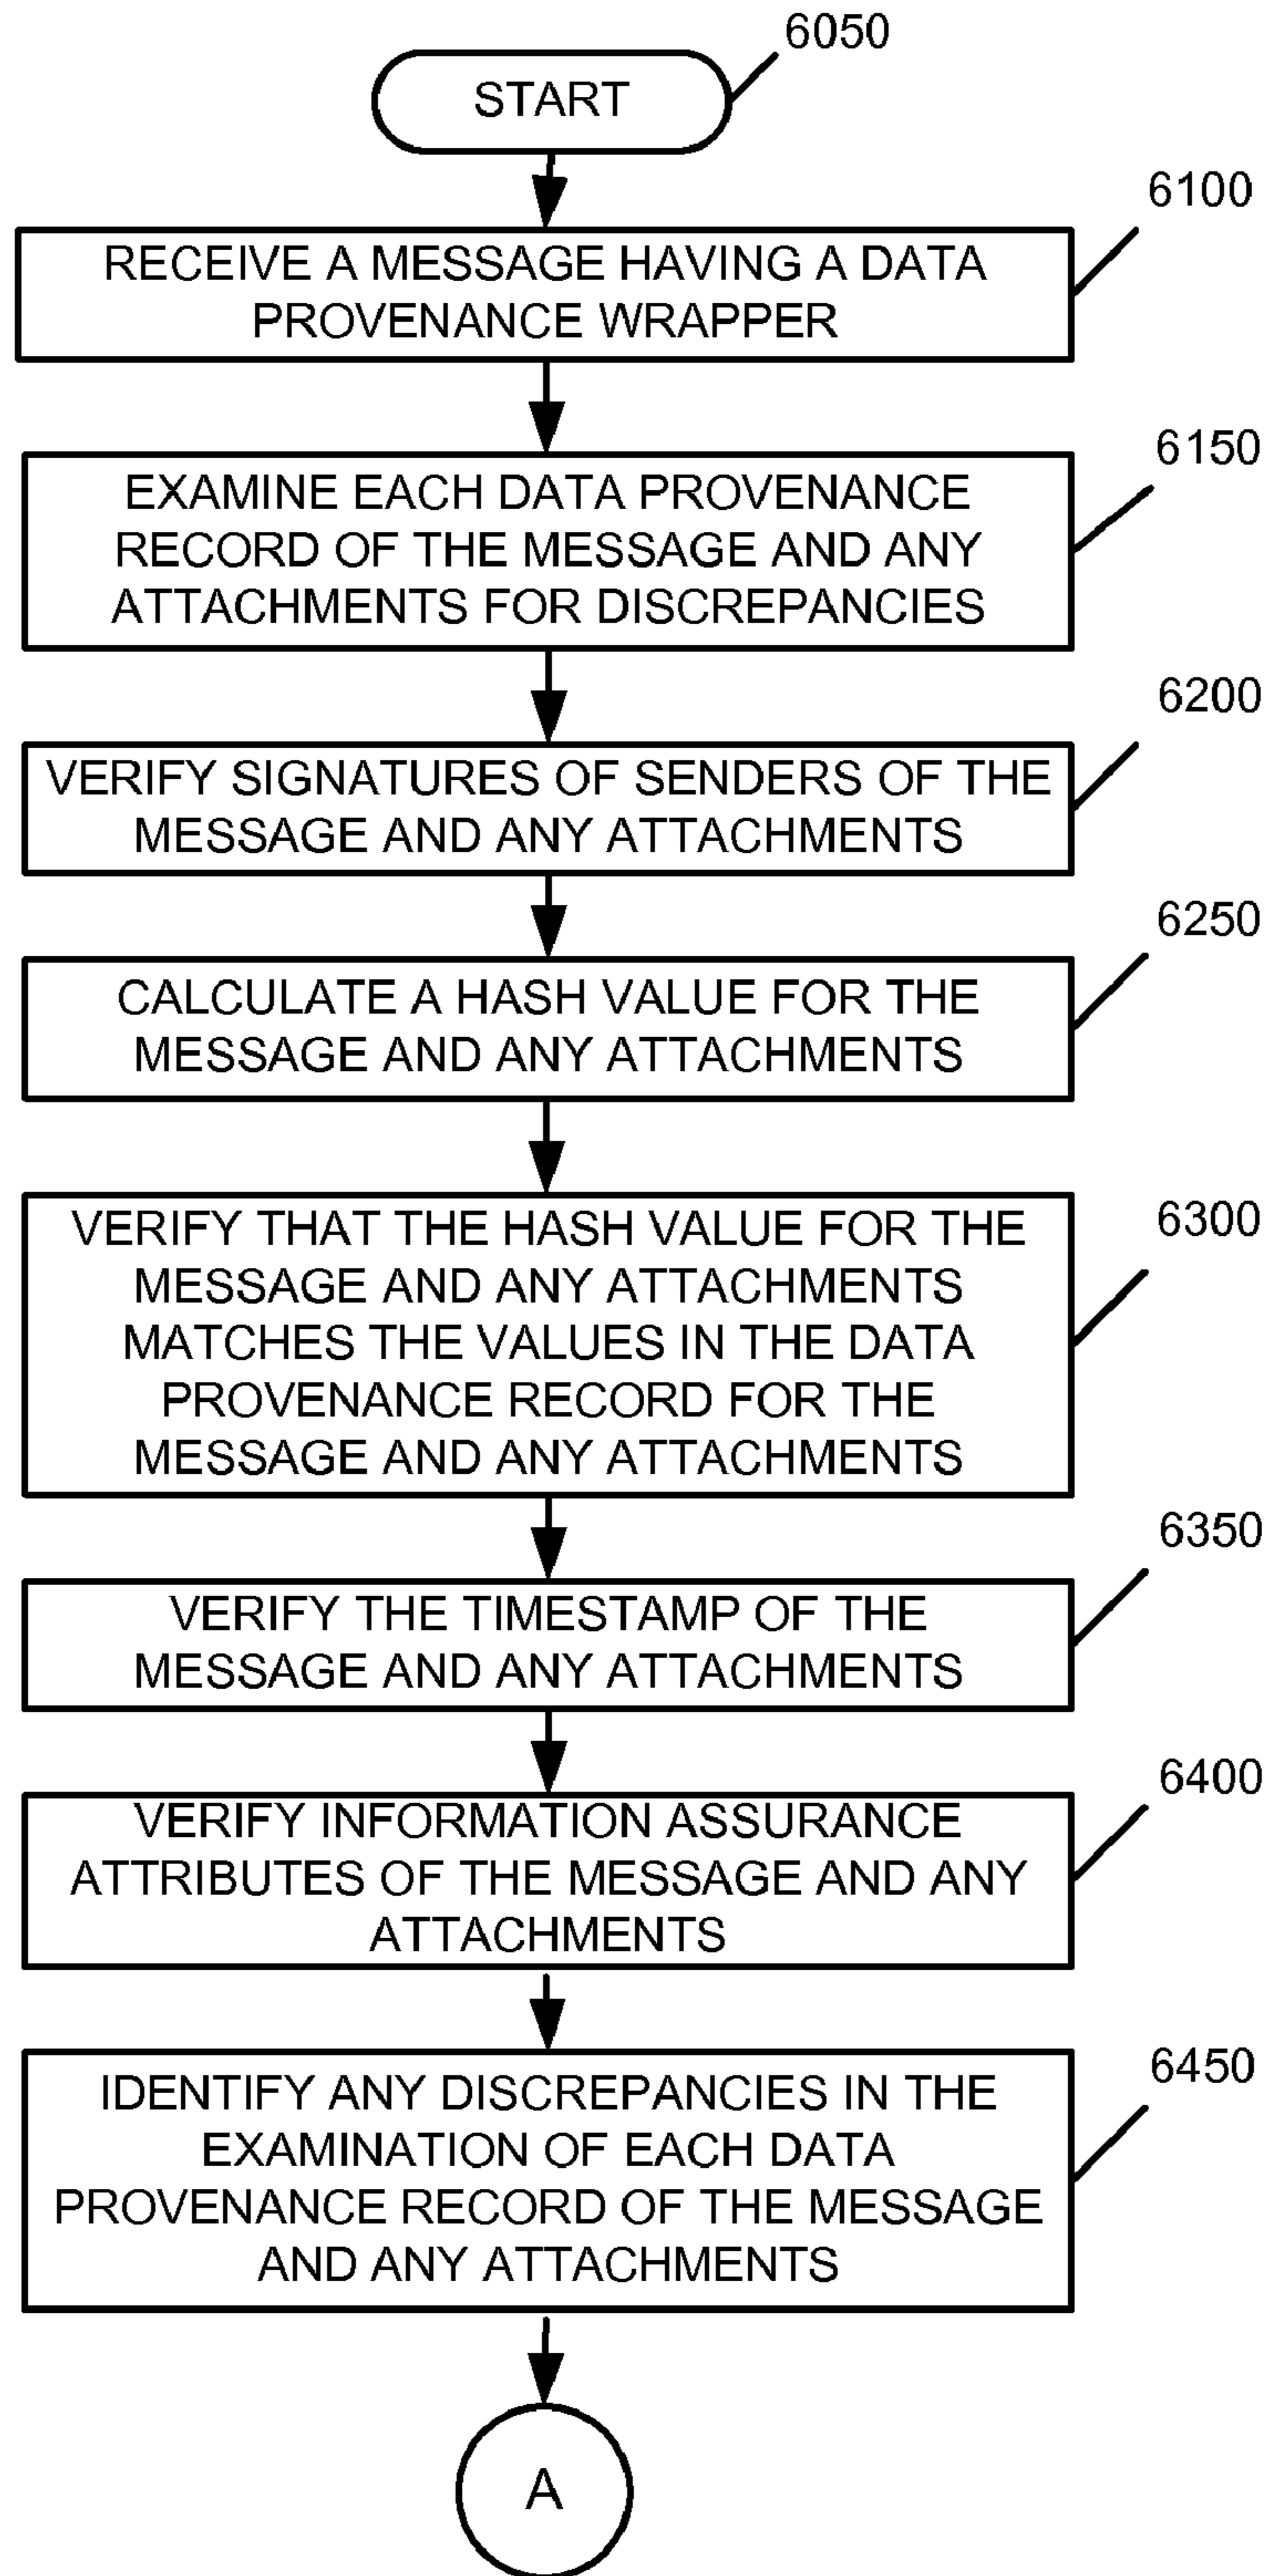 6050
START
6100
RECEIVE A MESSAGE HAVING A DATA
PROVENANCE WRAPPER
6150
EXAMINE EACH DATA PROVENANCE
RECORD OF THE MESSAGE AND ANY
ATTACHMENTS FOR DISCREPANCIES
6200
VERIFY SIGNATURES OF SENDERS OF THE
MESSAGE AND ANY ATTACHMENTS
6250
CALCULATE A HASH VALUE FOR THE
MESSAGE AND ANY ATTACHMENTS
6300
VERIFY THAT THE HASH VALUE FOR THE
MESSAGE AND ANY ATTACHMENTS
MATCHES THE VALUES IN THE DATA
PROVENANCE RECORD FOR THE
MESSAGE AND ANY ATTACHMENTS
6350
VERIFY THE TIMESTAMP OF THE
MESSAGE AND ANY ATTACHMENTS
6400
VERIFY INFORMATION ASSURANCE
ATTRIBUTES OF THE MESSAGE AND ANY
ATTACHMENTS
6450
IDENTIFY ANY DISCREPANCIES IN THE
EXAMINATION OF EACH DATA
PROVENANCE RECORD OF THE MESSAGE
AND ANY ATTACHMENTS
A